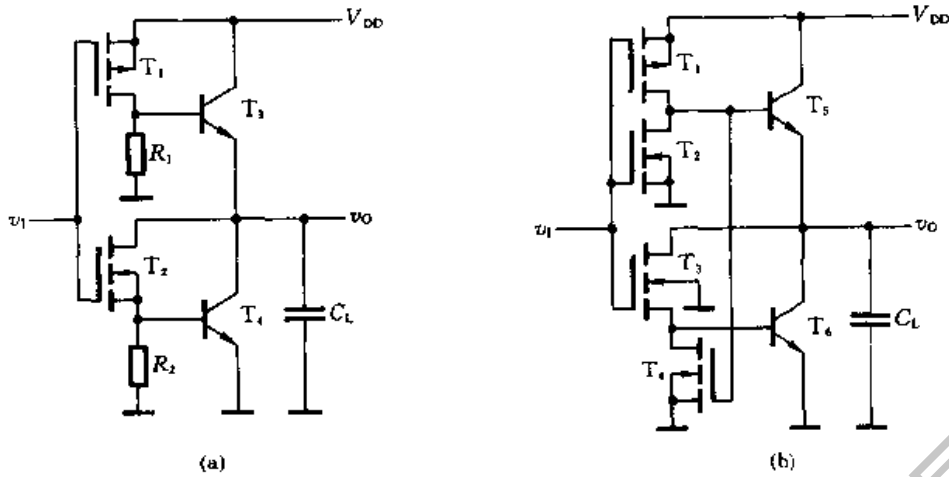 V_DD
T_1
T_3
R_1
v_I
v_O
T_2
T_4
C_L
R_2
(a)
V_DD
T_1
T_5
T_2
v_I
v_O
T_3
T_6
C_L
T_4
(b)